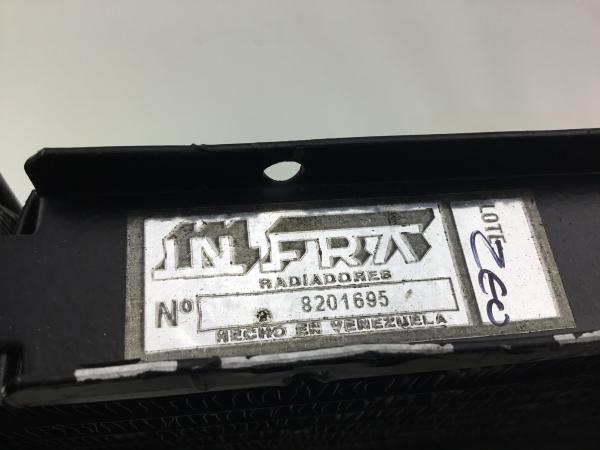 INFRA
RADIADORES
Nº 8201695
HECHO EN VENEZUELA
LOTE